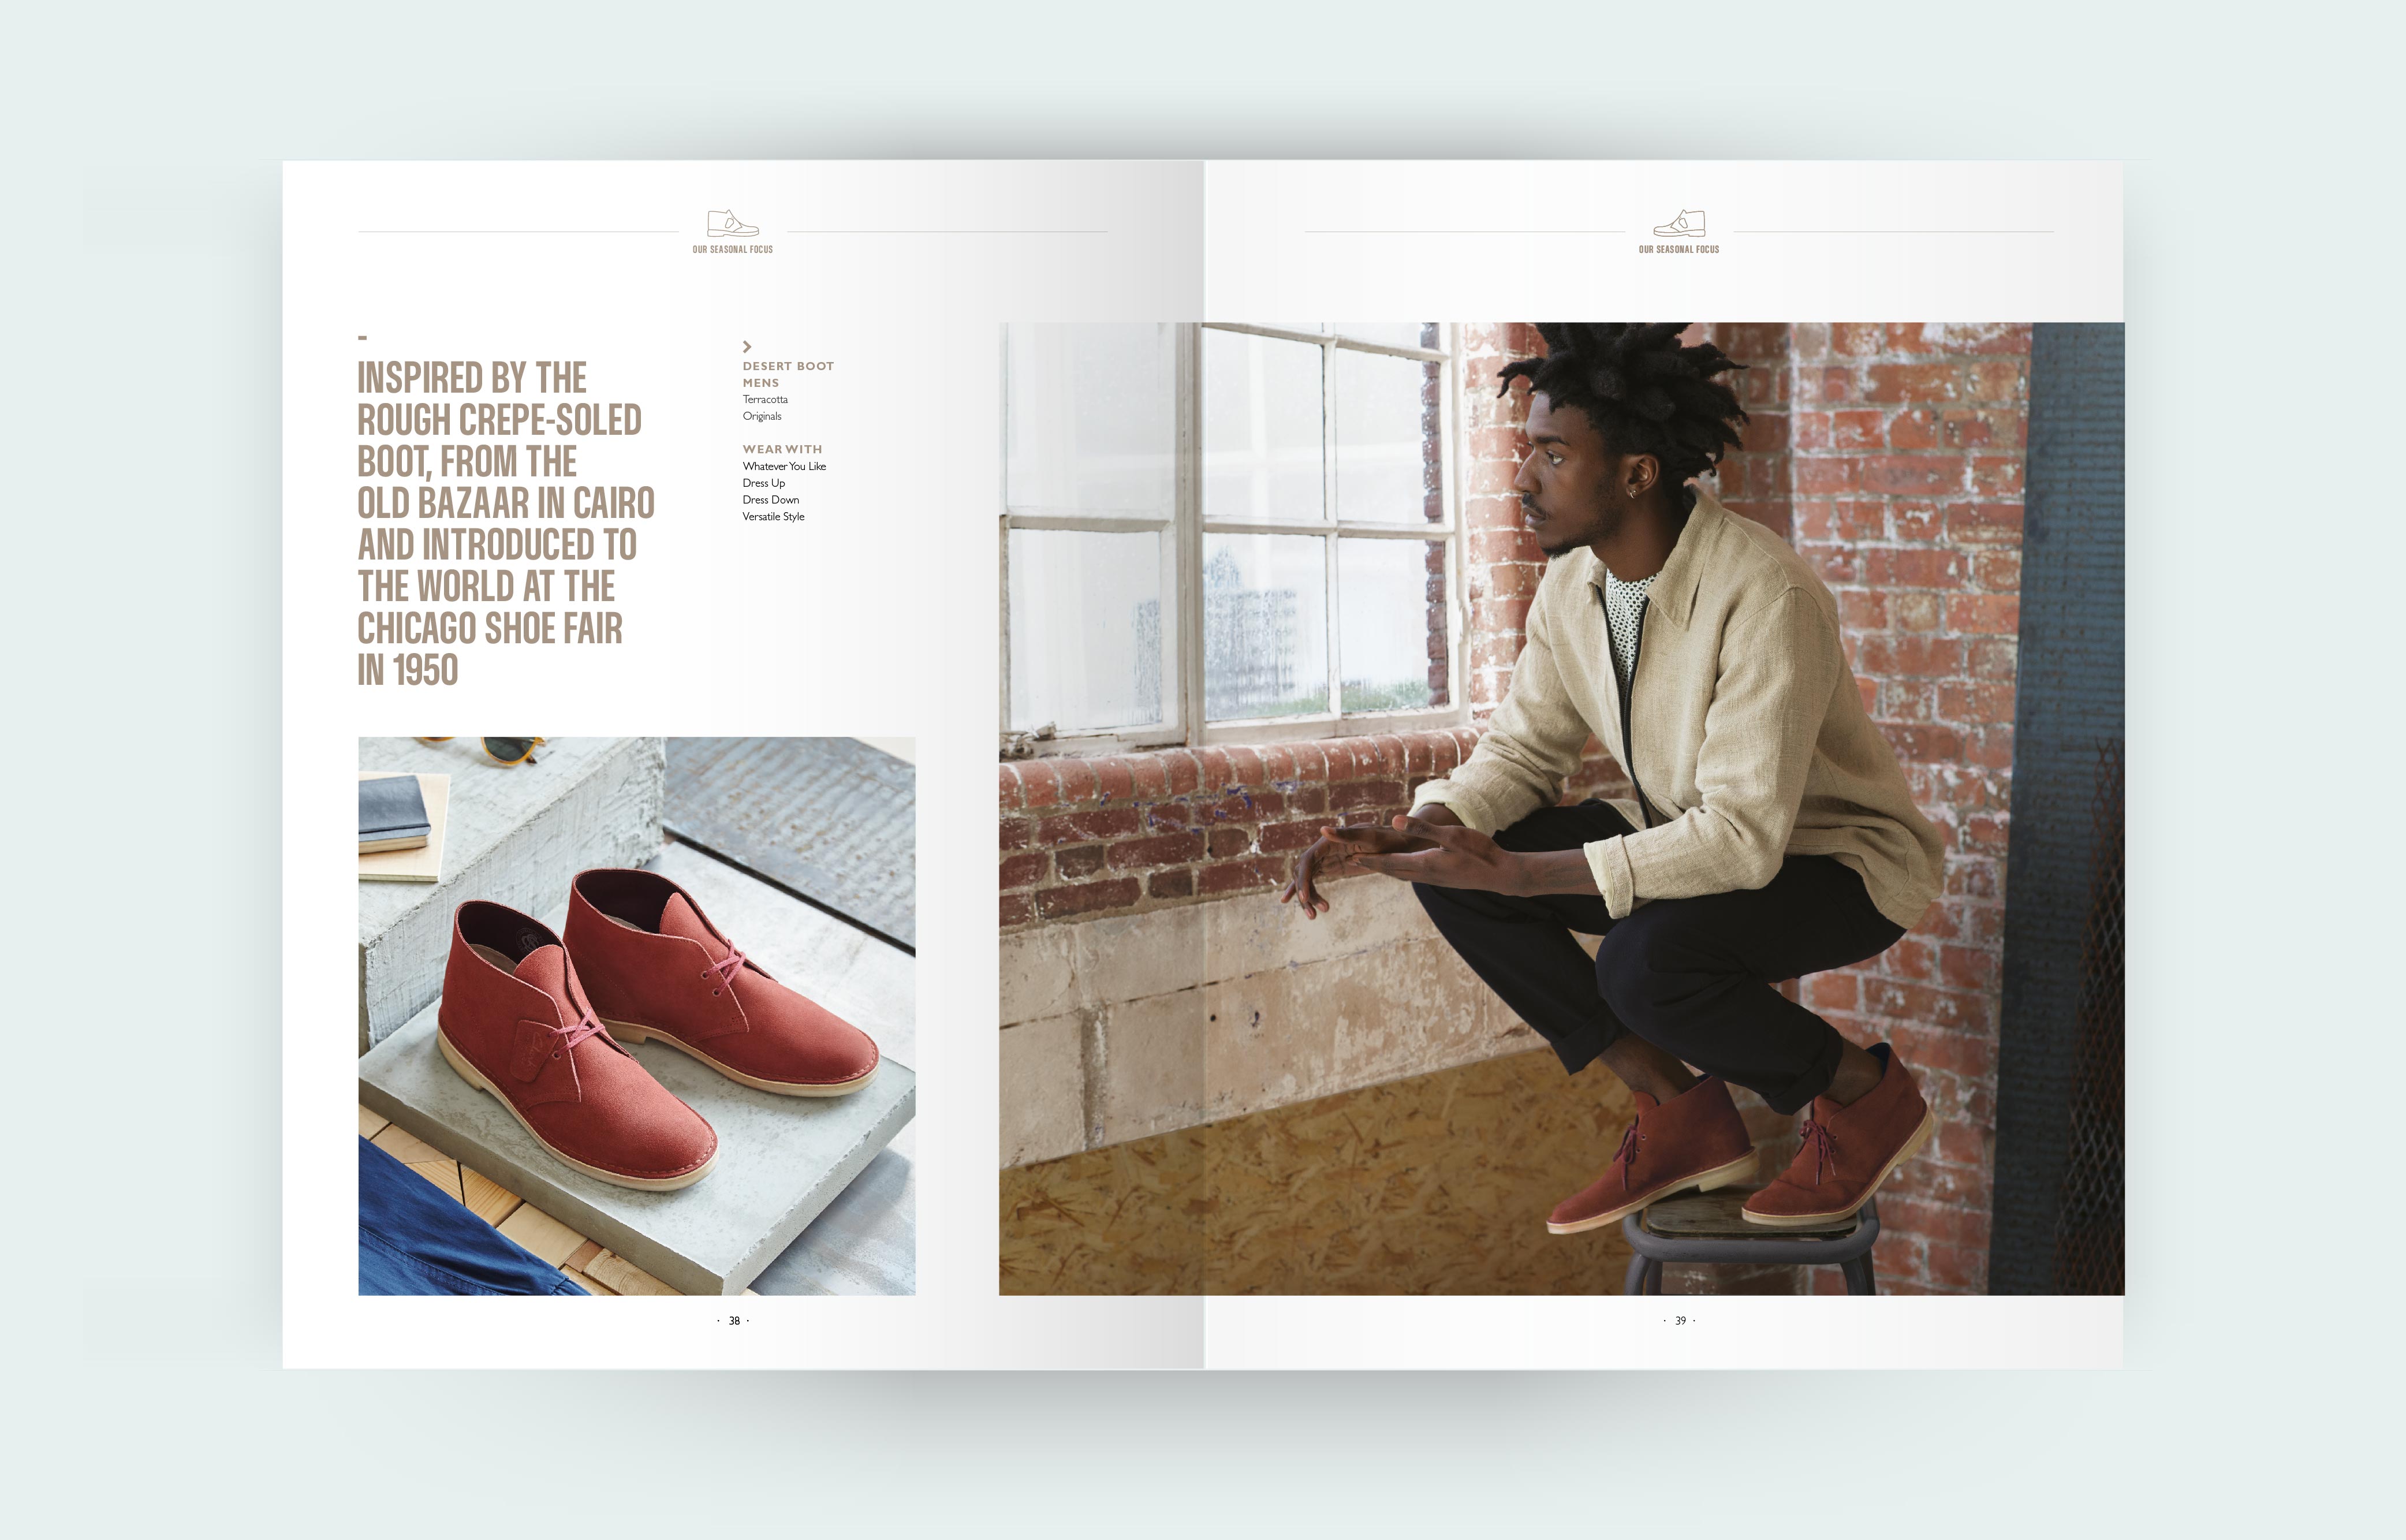 OUR SEASONAL FOCUS
-
INSPIRED BY THE
ROUGH CREPE-SOLED
BOOT, FROM THE
OLD BAZAAR IN CAIRO
AND INTRODUCED TO
THE WORLD AT THE
CHICAGO SHOE FAIR
IN 1950
DESERT BOOT
MENS
Terracotta
Originals
WEAR WITH
Whatever You Like
Dress Up
Dress Down
Versatile Style
Clarks
· 38 ·
OUR SEASONAL FOCUS
· 39 ·